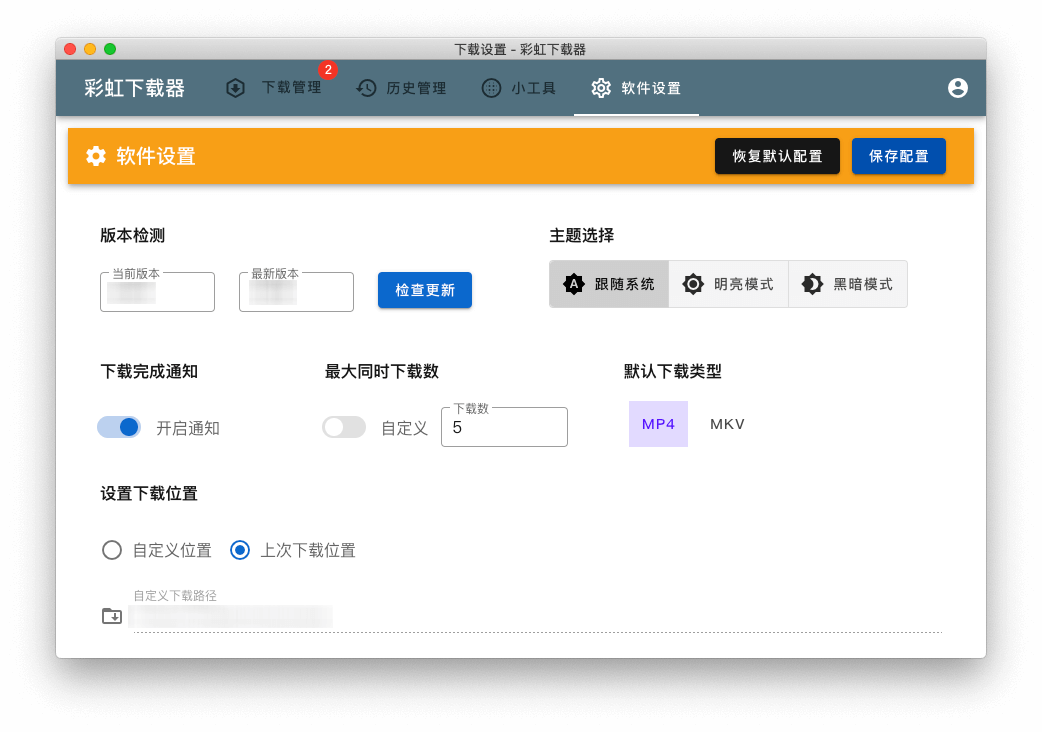 下载设置 - 彩虹下载器
彩虹下载器 下载管理 2 历史管理 小工具 软件设置
软件设置 恢复默认配置 保存配置
版本检测 主题选择
当前版本 最新版本 检查更新 A 跟随系统 明亮模式 黑暗模式
下载完成通知 最大同时下载数 默认下载类型
开启通知 自定义 下载数 5 MP4 MKV
设置下载位置
自定义位置 上次下载位置
自定义下载路径